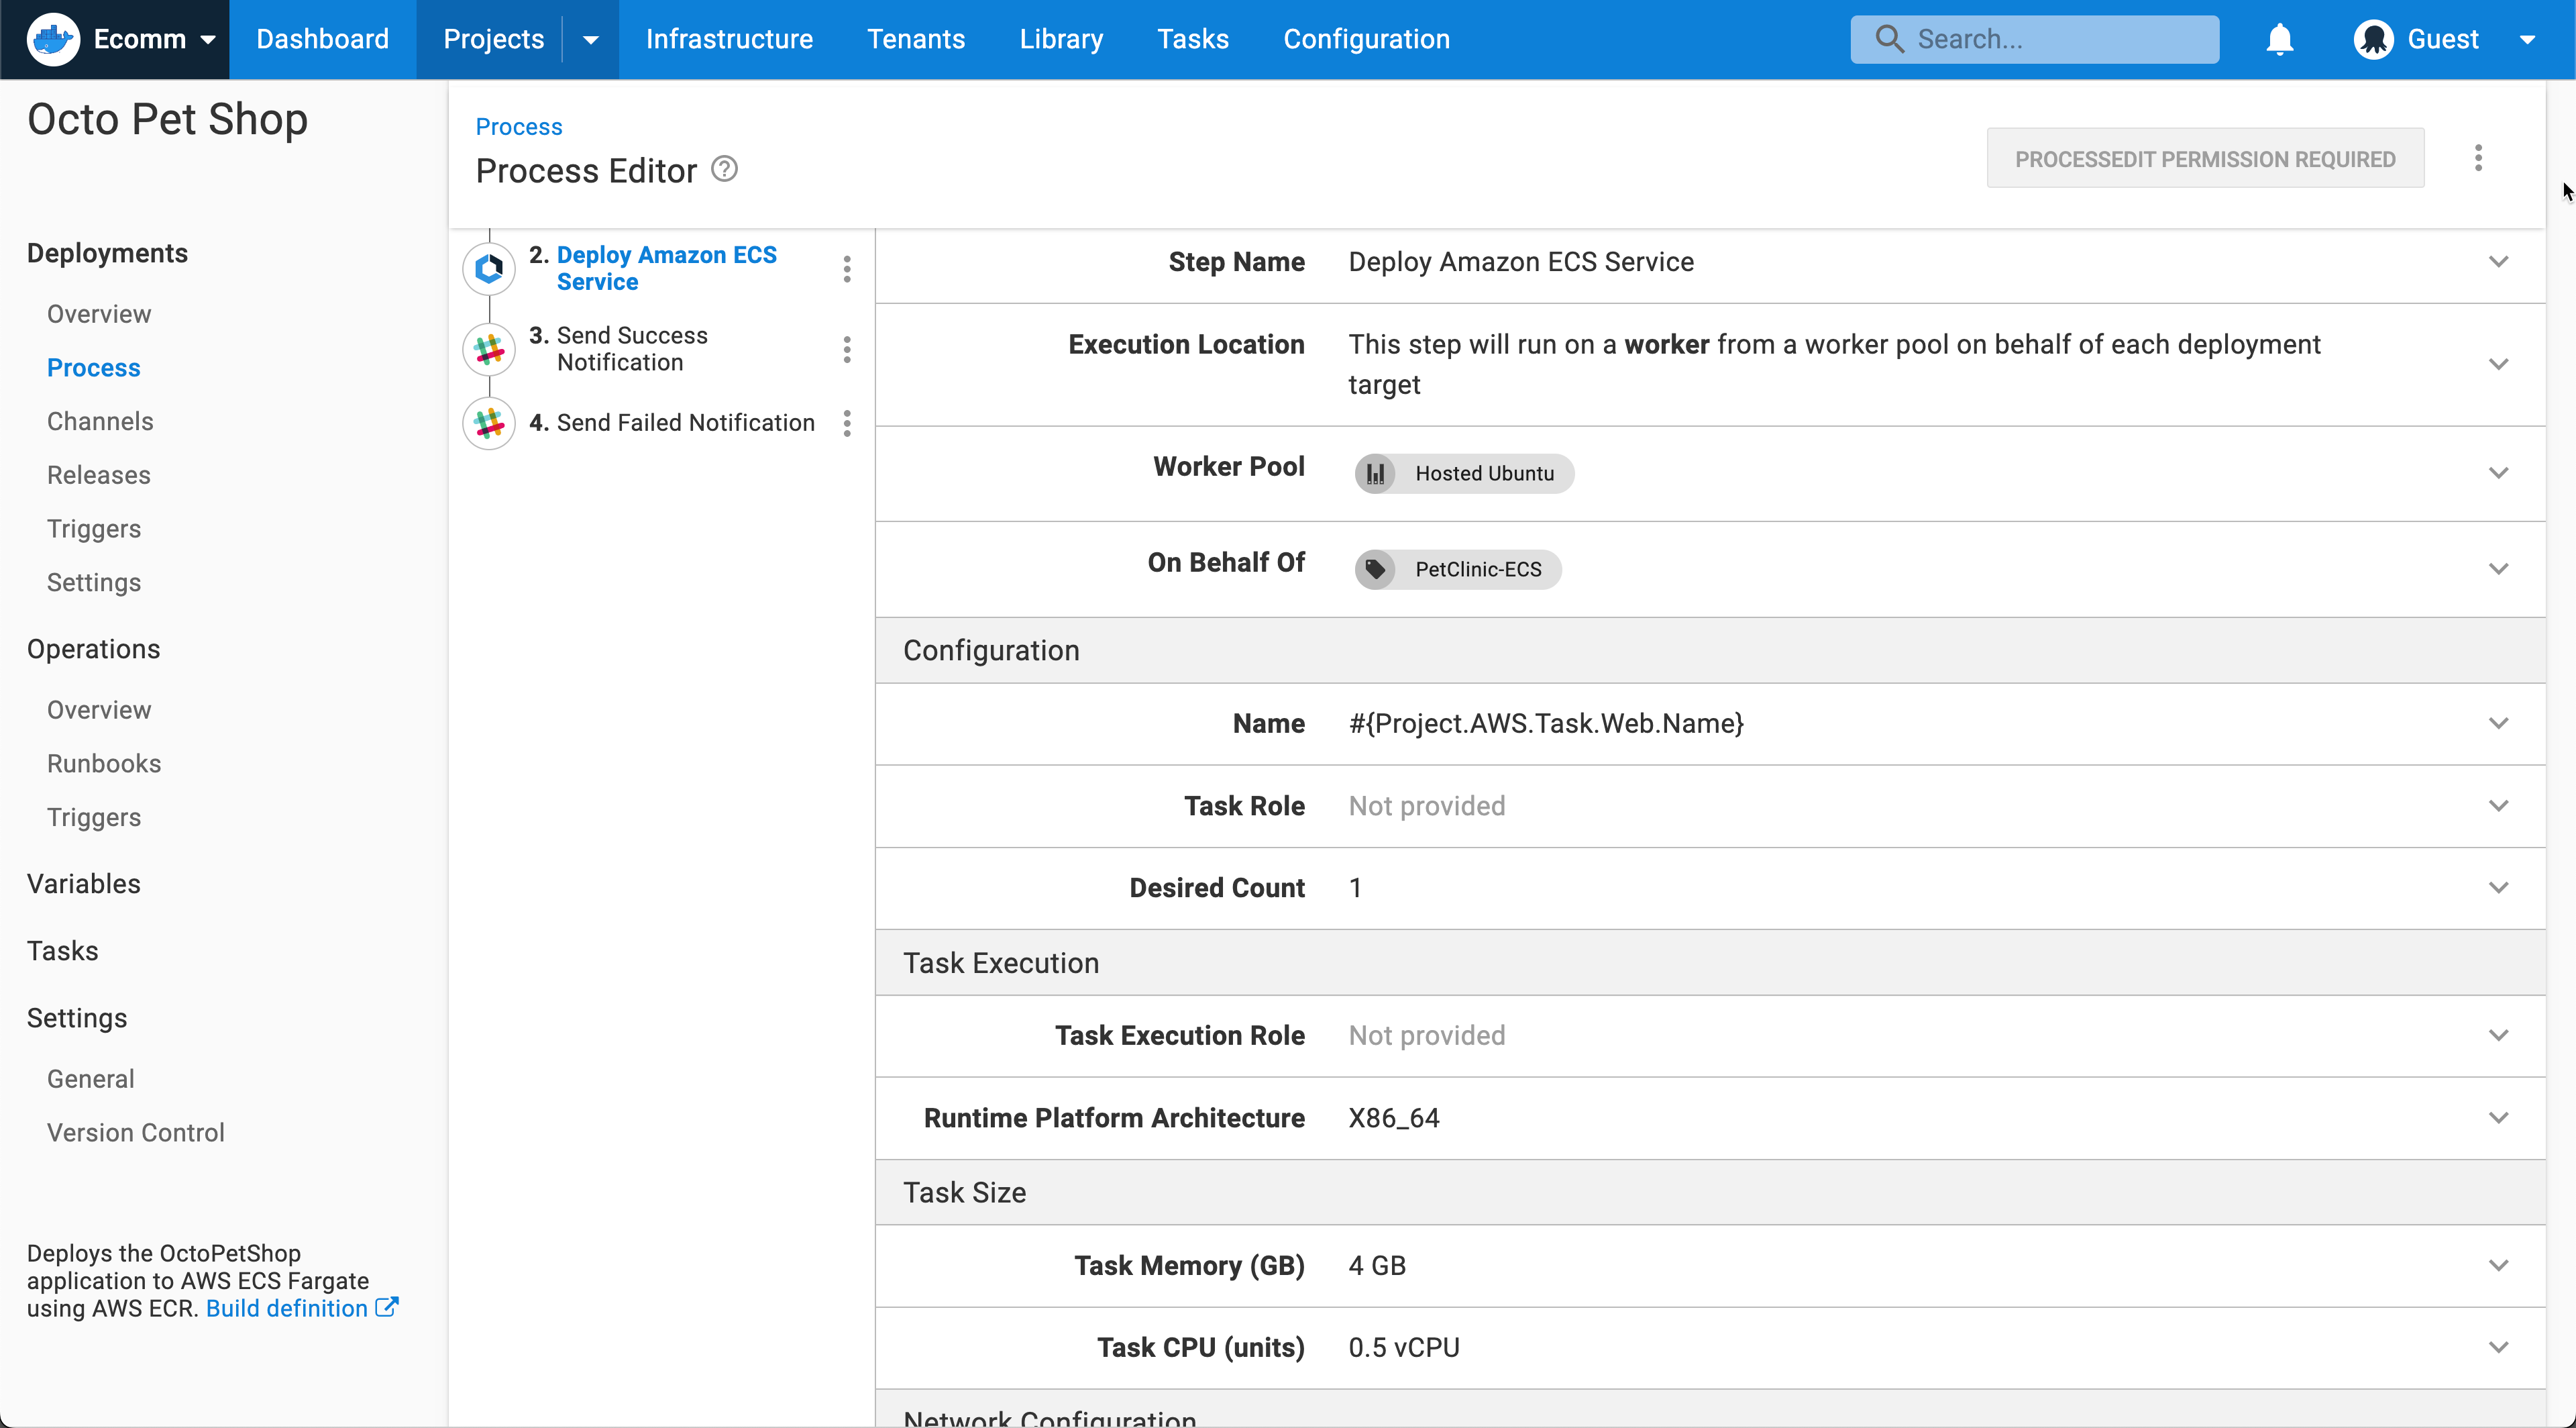 Ecomm
Dashboard
Projects
Infrastructure
Tenants
Library
Tasks
Configuration
Search...
Guest
Octo Pet Shop
Deployments
Overview
Process
Channels
Releases
Triggers
Settings
Operations
Overview
Runbooks
Triggers
Variables
Tasks
Settings
General
Version Control
Deploys the OctoPetShop
application to AWS ECS Fargate
using AWS ECR. Build definition
Process
Process Editor
PROCESSEDIT PERMISSION REQUIRED
2. Deploy Amazon ECS
Service
3. Send Success
Notification
4. Send Failed Notification
Step Name Deploy Amazon ECS Service
Execution Location This step will run on a worker from a worker pool on behalf of each deployment
target
Worker Pool Hosted Ubuntu
On Behalf Of PetClinic-ECS
Configuration
Name #{Project.AWS.Task.Web.Name}
Task Role Not provided
Desired Count 1
Task Execution
Task Execution Role Not provided
Runtime Platform Architecture X86_64
Task Size
Task Memory (GB) 4 GB
Task CPU (units) 0.5 vCPU
Network Configuration